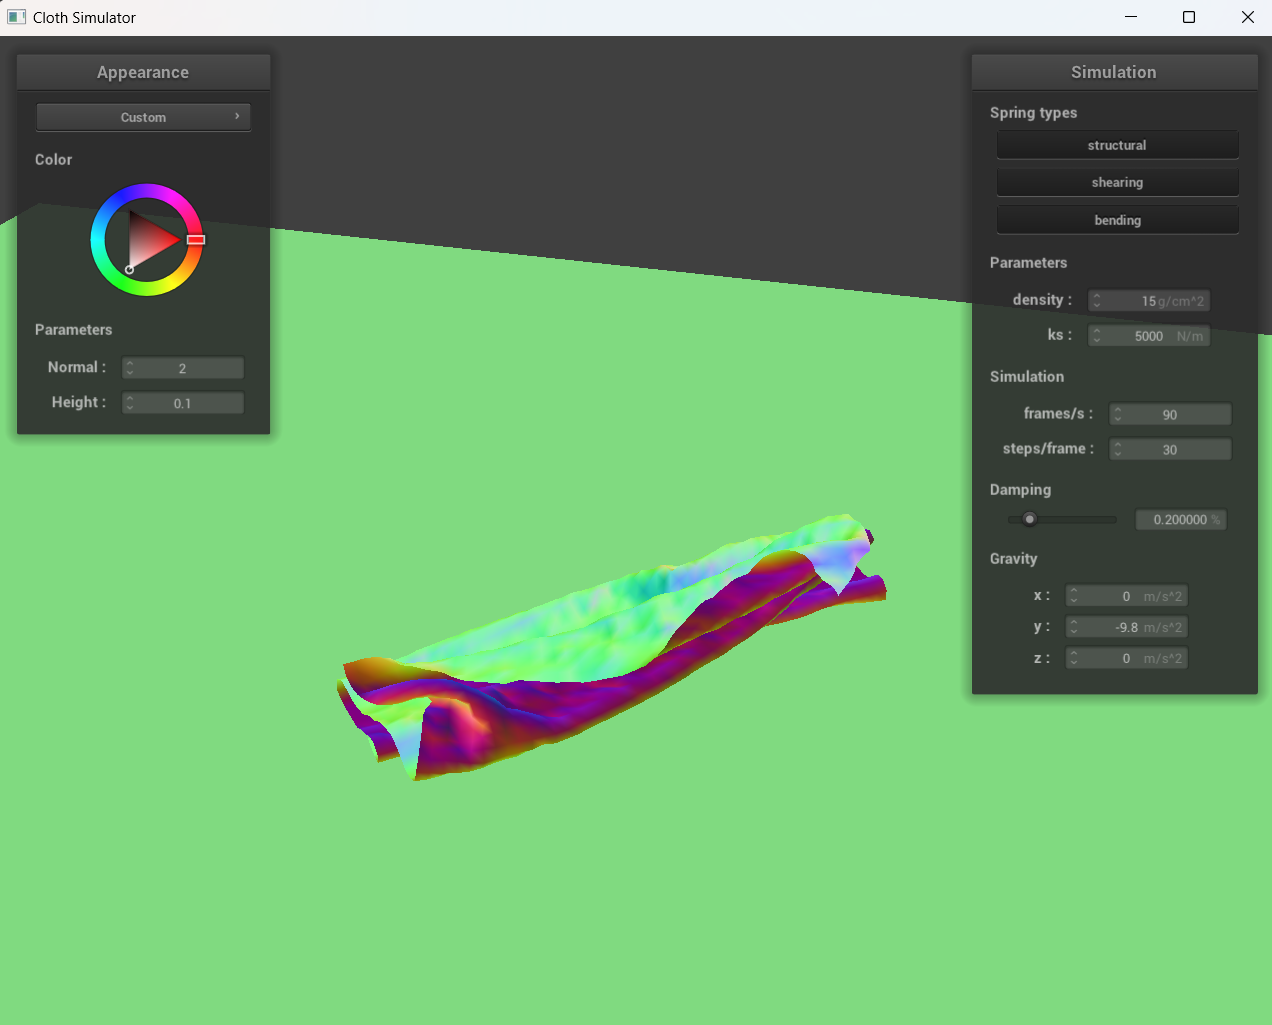 Cloth Simulator
Appearance
Custom
Color
Parameters
Normal : 2
Height : 0.1
Simulation
Spring types
structural
shearing
bending
Parameters
density : 15 g/cm^2
ks : 5000 N/m
Simulation
frames/s : 90
steps/frame : 30
Damping
0.200000 %
Gravity
x : 0 m/s^2
y : -9.8 m/s^2
z : 0 m/s^2